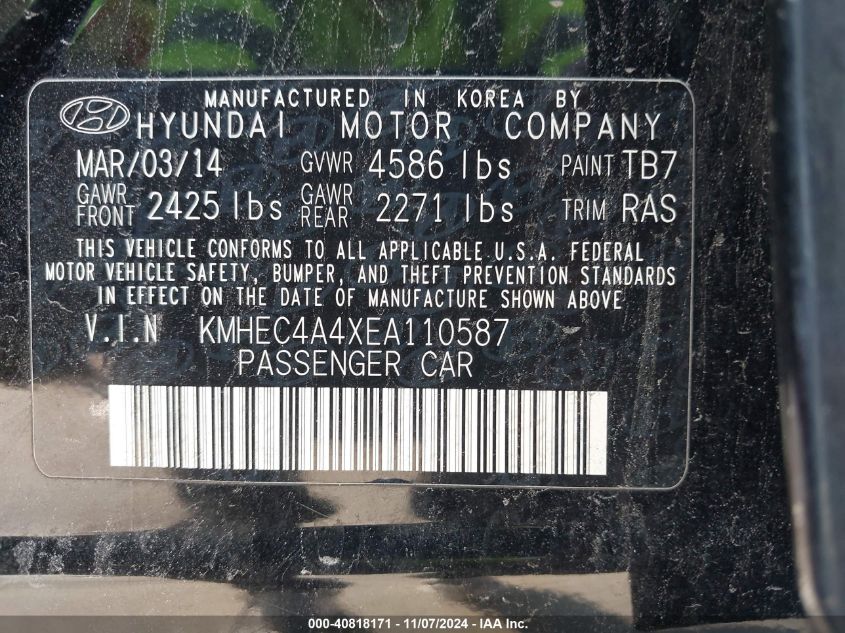 MANUFACTURED IN KOREA BY
HYUNDAI MOTOR COMPANY
MAR/03/14 GVWR 4586 lbs PAINT TB7
GAWR FRONT 2425 lbs GAWR REAR 2271 lbs TRIM RAS
THIS VEHICLE CONFORMS TO ALL APPLICABLE U.S.A. FEDERAL
MOTOR VEHICLE SAFETY, BUMPER, AND THEFT PREVENTION STANDARDS
IN EFFECT ON THE DATE OF MANUFACTURE SHOWN ABOVE
V.I.N KMHEC4A4XEA110587
PASSENGER CAR
000-40818171 - 11/07/2024 - IAA Inc.